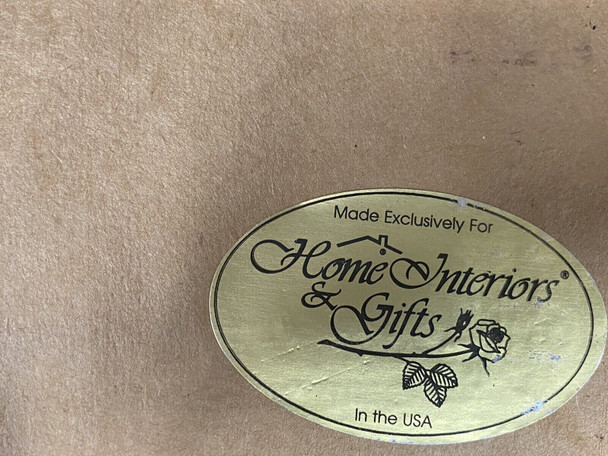 Made Exclusively For
Home Interiors®
& Gifts
In the USA